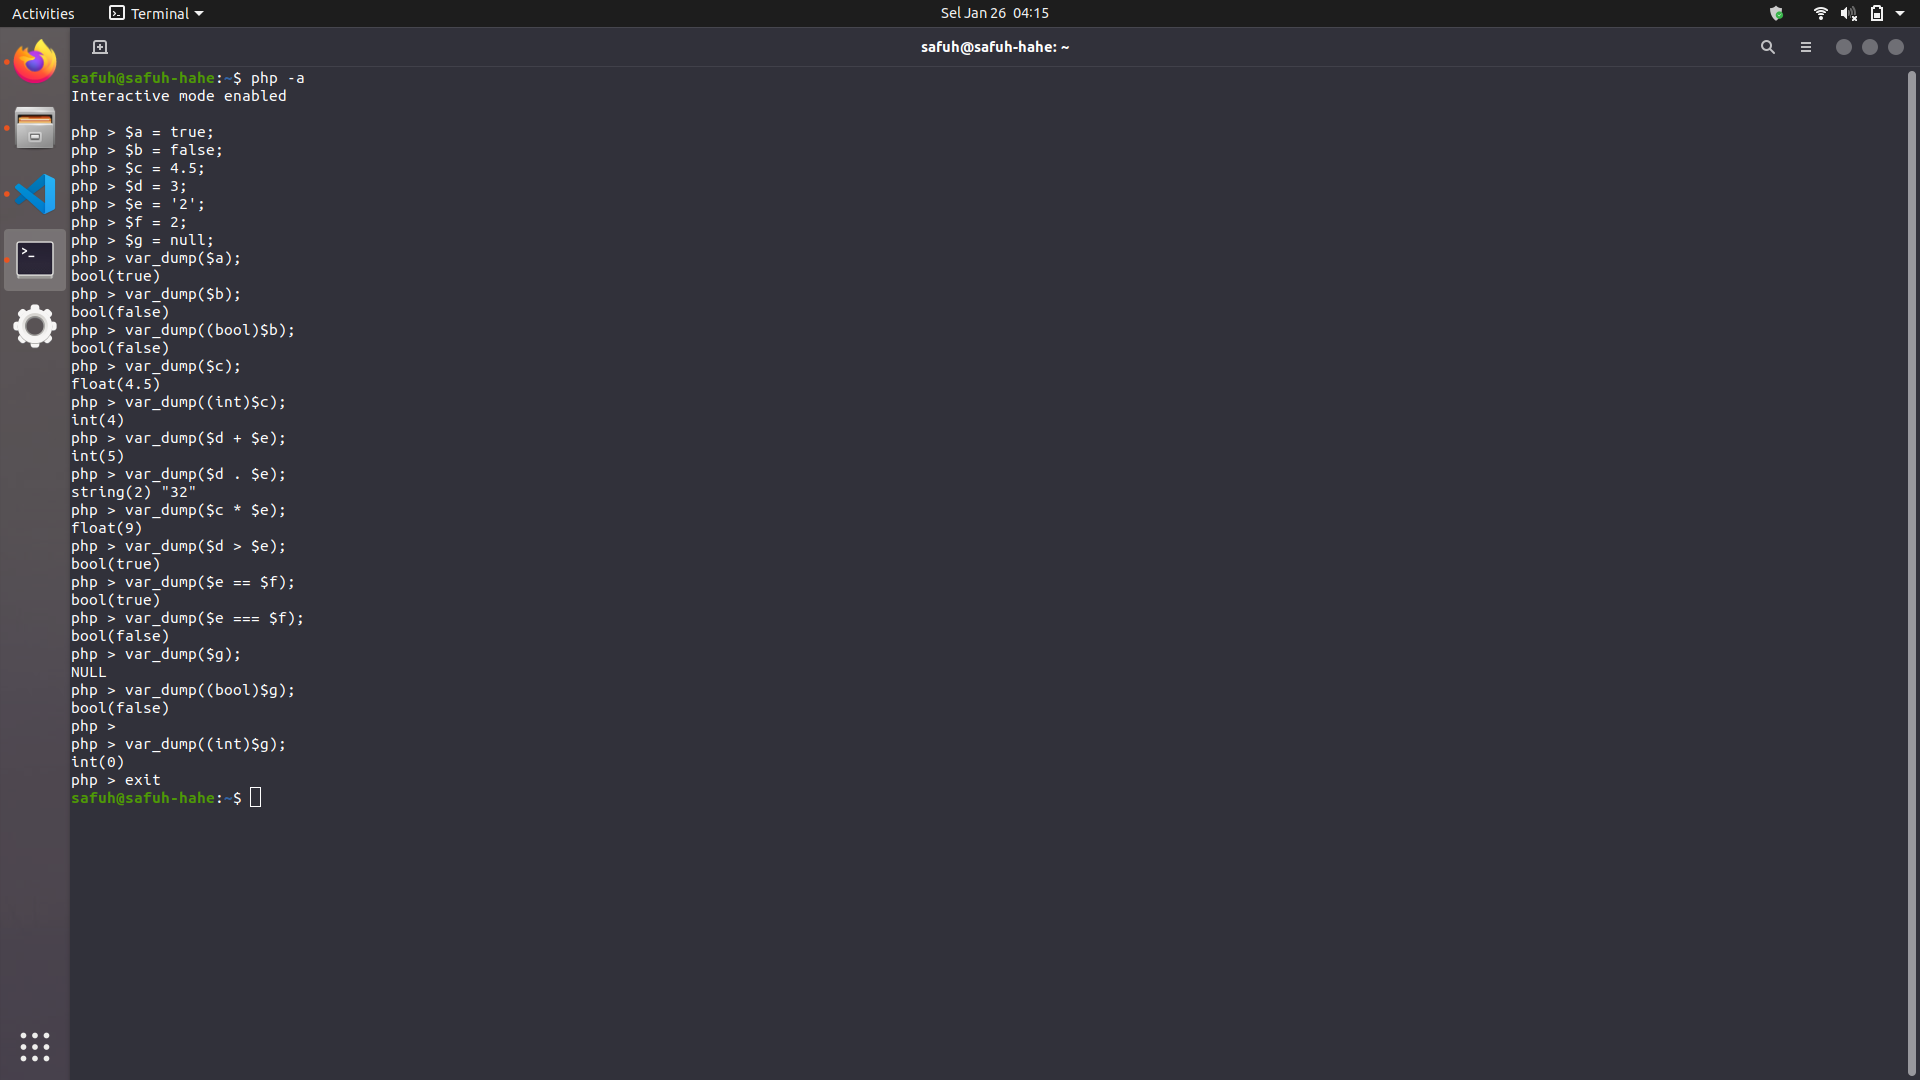 Activities Terminal Sel Jan 26 04:15
safuh@safuh-hahe: ~
safuh@safuh-hahe:~$ php -a
Interactive mode enabled

php > $a = true;
php > $b = false;
php > $c = 4.5;
php > $d = 3;
php > $e = '2';
php > $f = 2;
php > $g = null;
php > var_dump($a);
bool(true)
php > var_dump($b);
bool(false)
php > var_dump((bool)$b);
bool(false)
php > var_dump($c);
float(4.5)
php > var_dump((int)$c);
int(4)
php > var_dump($d + $e);
int(5)
php > var_dump($d . $e);
string(2) "32"
php > var_dump($c * $e);
float(9)
php > var_dump($d > $e);
bool(true)
php > var_dump($e == $f);
bool(true)
php > var_dump($e === $f);
bool(false)
php > var_dump($g);
NULL
php > var_dump((bool)$g);
bool(false)
php >
php > var_dump((int)$g);
int(0)
php > exit
safuh@safuh-hahe:~$